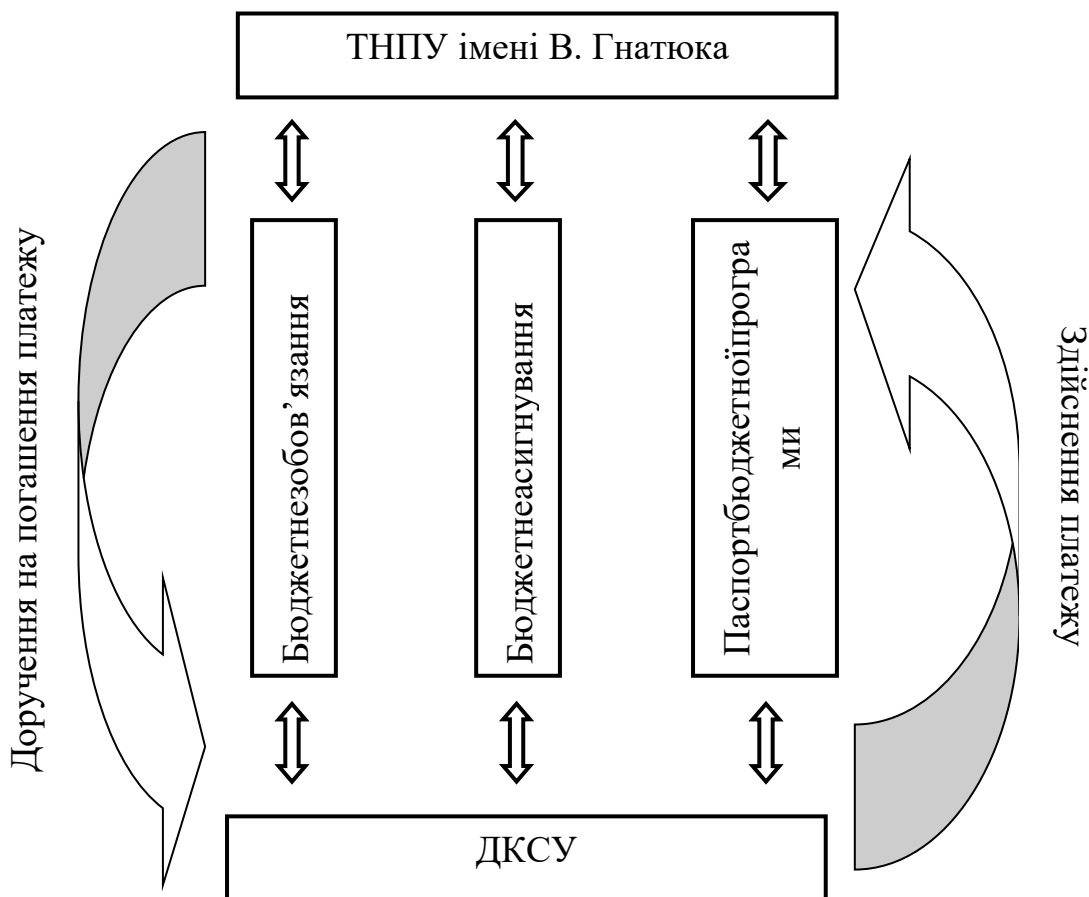 ТНПУ імені В. Гнатюка
Доручення на погашення платежу
Бюджетнезобов’язання
Бюджетнеасигнування
Паспортбюджетноїпрогра
ми
Здійснення платежу
ДКСУ